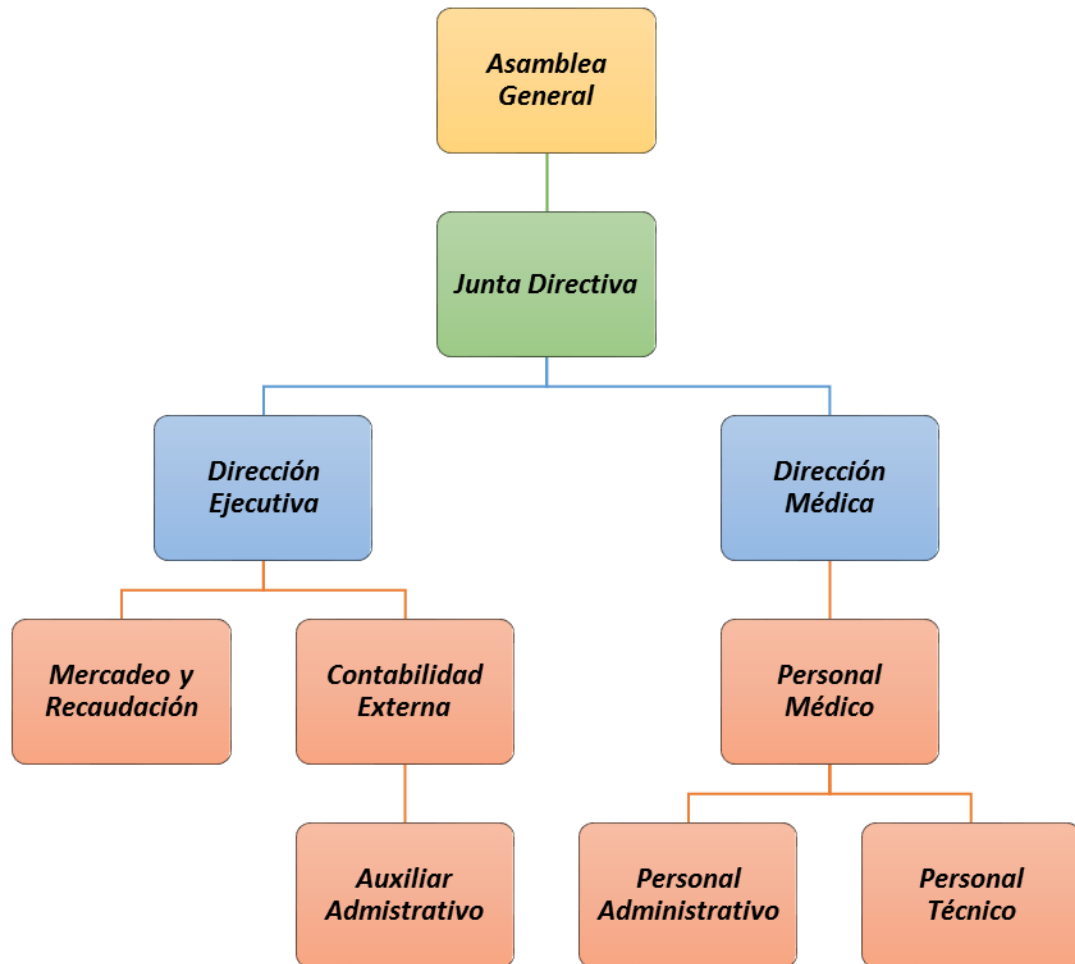 Asamblea
General
Junta Directiva
Dirección
Ejecutiva
Dirección
Médica
Mercadeo y
Recaudación
Contabilidad
Externa
Personal
Médico
Auxiliar
Admistrativo
Personal
Administrativo
Personal
Técnico